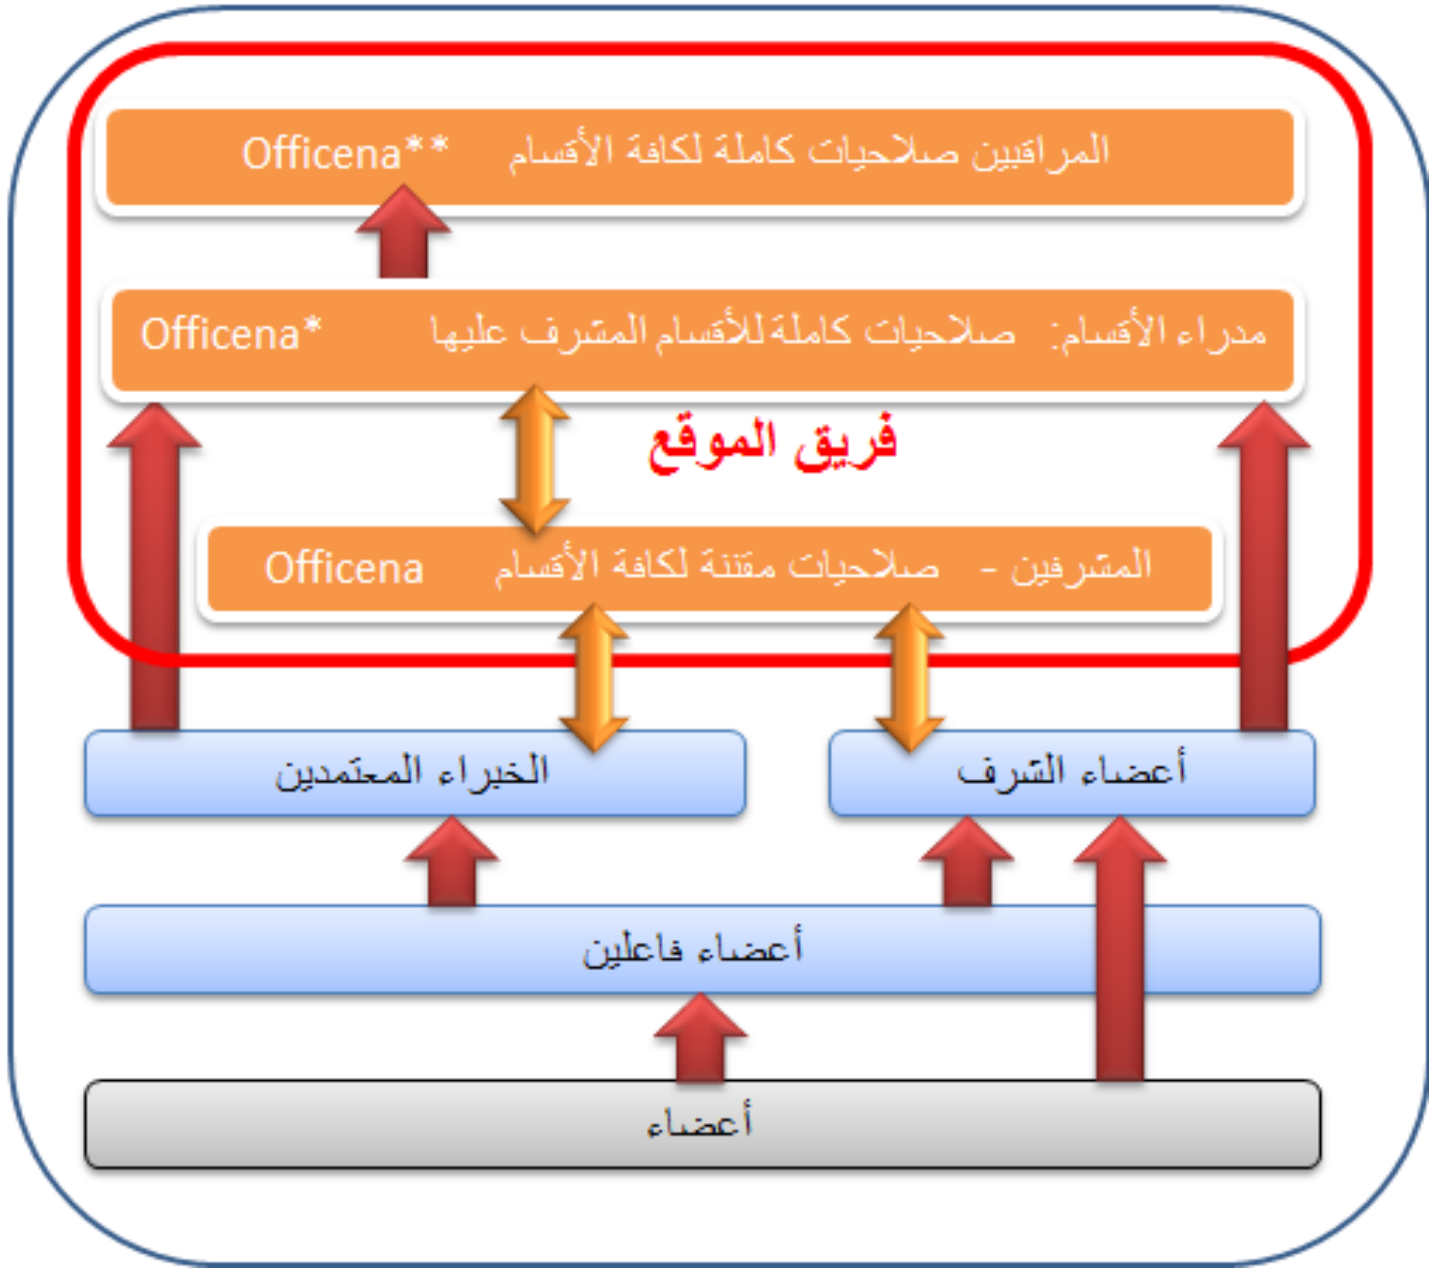 المراقبين صلاحيات كاملة لكافة الأقسام Officena**
مدراء الأقسام: صلاحيات كاملة للأقسام المشرف عليها Officena*
فريق الموقع
المشرفين - صلاحيات مقننة لكافة الأقسام Officena
أعضاء الشرف
الخبراء المعتمدين
أعضاء فاعلين
أعضاء